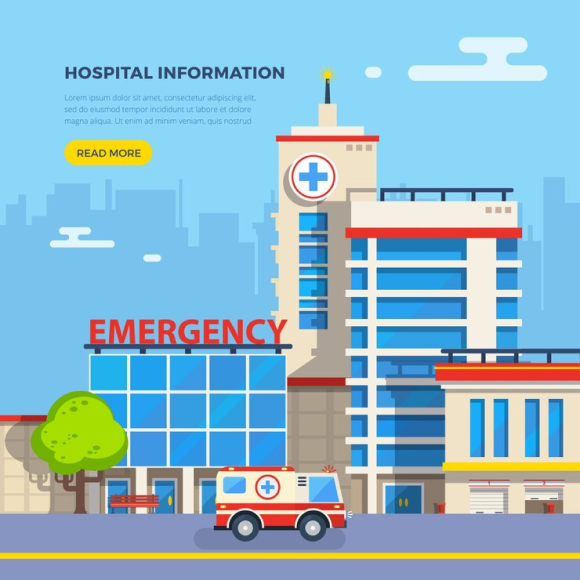 HOSPITAL INFORMATION
Lorem ipsum dolor sit amet, consectetur adipiscing elit,
sed do eiusmod tempor incididunt ut labore et dolore
magna aliqua. Ut enim ad minim veniam, quis nostrud
READ MORE
EMERGENCY